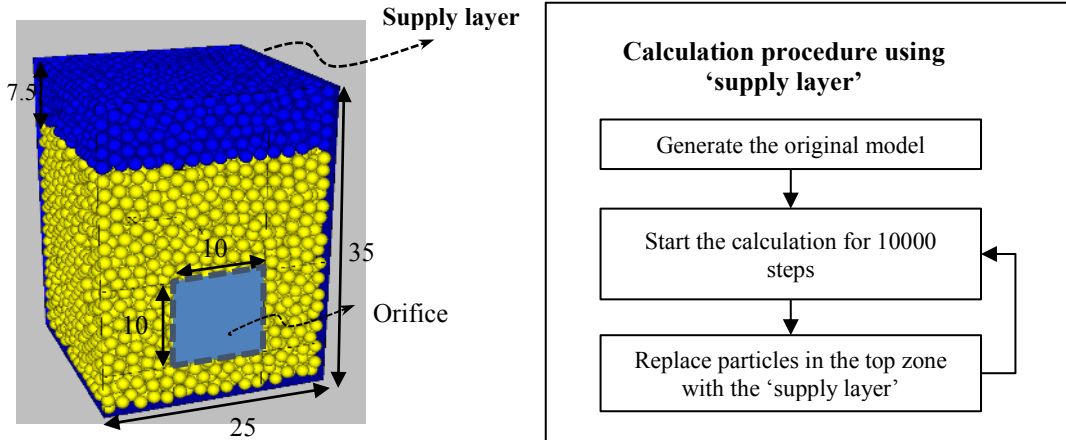 Supply layer
7.5
10
35
10
Orifice
25
Calculation procedure using
‘supply layer’
Generate the original model
Start the calculation for 10000
steps
Replace particles in the top zone
with the ‘supply layer’